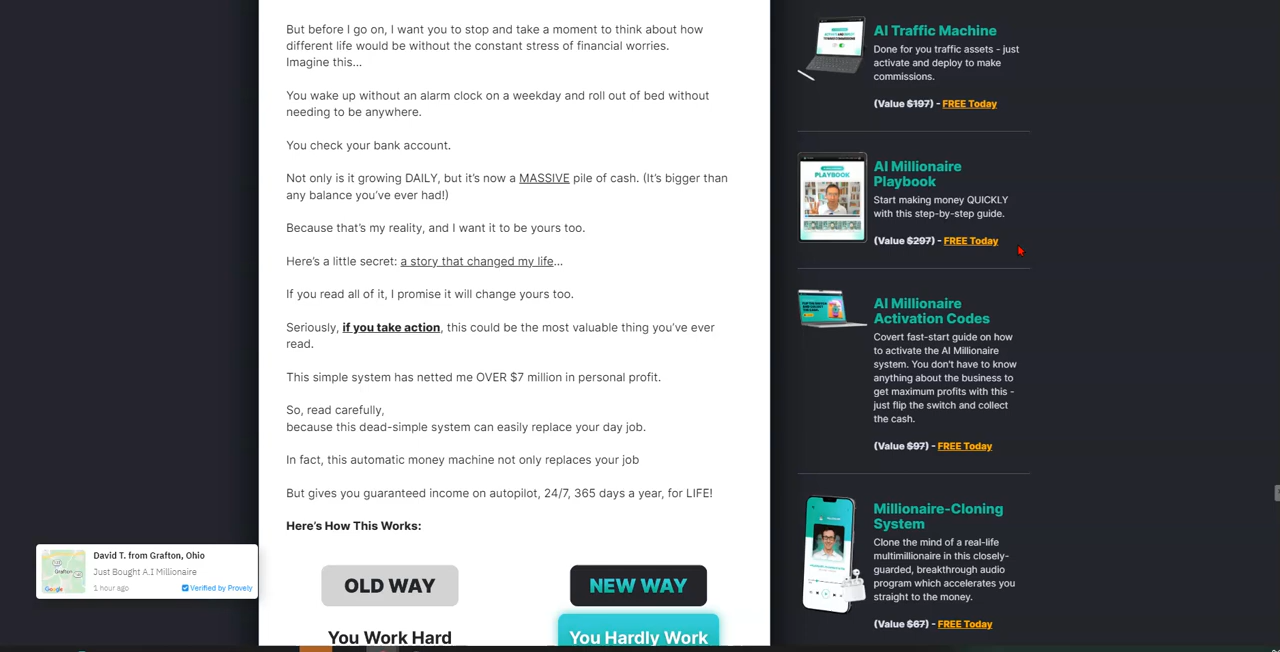 But before I go on, I want you to stop and take a moment to think about how
different life would be without the constant stress of financial worries.
Imagine this...
You wake up without an alarm clock on a weekday and roll out of bed without
needing to be anywhere.
You check your bank account.
Not only is it growing DAILY, but it's now a MASSIVE pile of cash. (It's bigger than
any balance you've ever had!)
Because that's my reality, and I want it to be yours too.
Here's a little secret: a story that changed my life...
If you read all of it, I promise it will change yours too.
Seriously, if you take action, this could be the most valuable thing you've ever
read.
This simple system has netted me OVER $7 million in personal profit.
So, read carefully,
because this dead-simple system can easily replace your day job.
In fact, this automatic money machine not only replaces your job
But gives you guaranteed income on autopilot, 24/7, 365 days a year, for LIFE!
Here's How This Works:
OLD WAY
NEW WAY
You Work Hard
You Hardly Work
AI Traffic Machine
Done for you traffic assets - just
activate and deploy to make
commissions.
(Value $197) - FREE Today
AI Millionaire
Playbook
Start making money QUICKLY
with this step-by-step guide.
(Value $297) - FREE Today
AI Millionaire
Activation Codes
Covert fast-start guide on how
to activate the AI Millionaire
system. You don't have to know
anything about the business to
get maximum profits with this -
just flip the switch and collect
the cash.
(Value $97) - FREE Today
Millionaire-Cloning
System
Clone the mind of a real-life
multimillionaire in this closely-
guarded, breakthrough audio
program which accelerates you
straight to the money.
(Value $67) - FREE Today
PLAYBOOK
David T. from Grafton, Ohio
Just Bought A.I Millionaire
1 hour ago
Verified by Provely
Grafton
Google